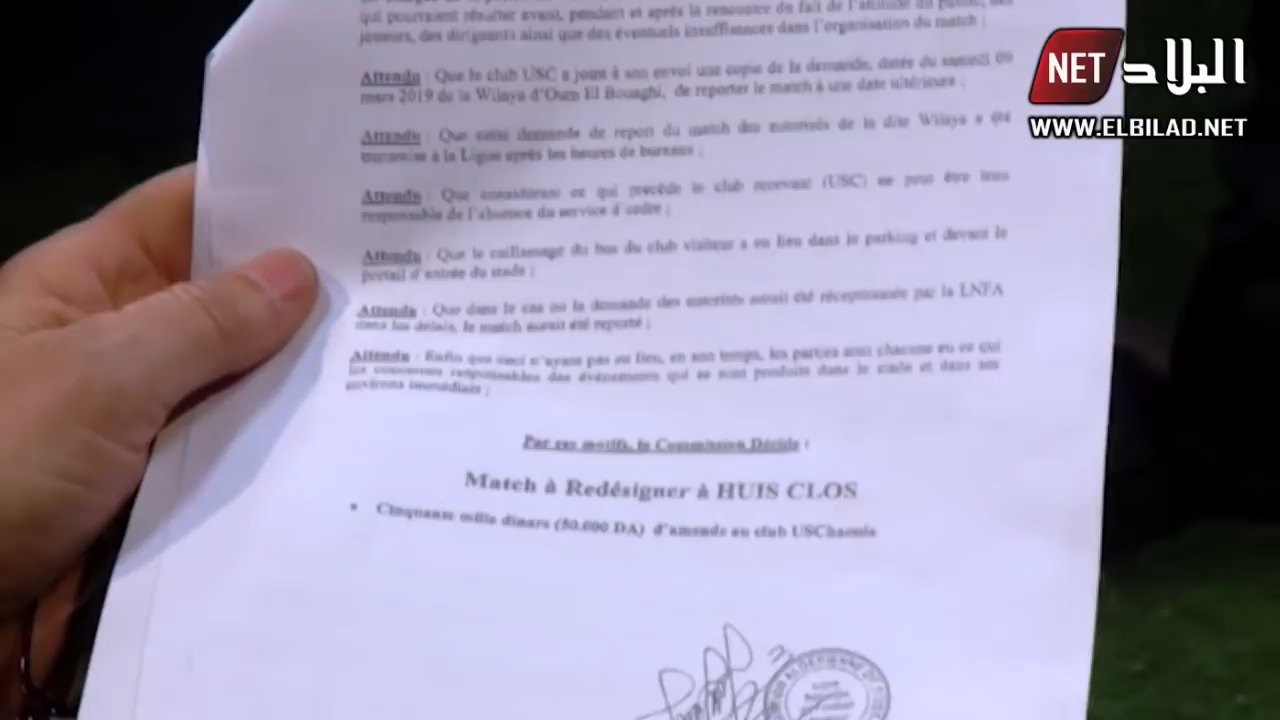 qui pourraient résulter avant, pendant et après la rencontre du fait de l'attitude du public, des
joueurs, des dirigeants ainsi que des éventuels insuffisances dans l'organisation du match ;
Attendu : Que le club USC a joint à son envoi une copie de la demande, datée du samedi 09
mars 2019 de la Wilaya d'Oum El Bouaghi, de reporter le match à une date ultérieure ;
Attendu : Que cette demande de report du match des autorités de la dite Wilaya a été
transmise à la Ligue après les heures de bureaux ;
Attendu : Que considérant ce qui précède le club recevant (USC) ne peut être tenu
responsable de l'absence du service d'ordre ;
Attendu : Que le caillassage du bus du club visiteur a eu lieu dans le parking et devant le
portail d'entrée du stade ;
Attendu : Que dans le cas ou la demande des autorités aurait été réceptionnée par la LNFA
dans les délais, le match aurait été reporté ;
Attendu : Enfin que ceci n'ayant pas eu lieu, en son temps, les parties sont chacune en ce qui
les concernes responsables des événements qui se sont produits dans le stade et dans ses
environs immédiats ;
Par ces motifs, la Commission Décide :
Match à Redésigner à HUIS CLOS
• Cinquante mille dinars (50.000 DA) d'amende au club USChaouia
NET البلاد
WWW.ELBILAD.NET